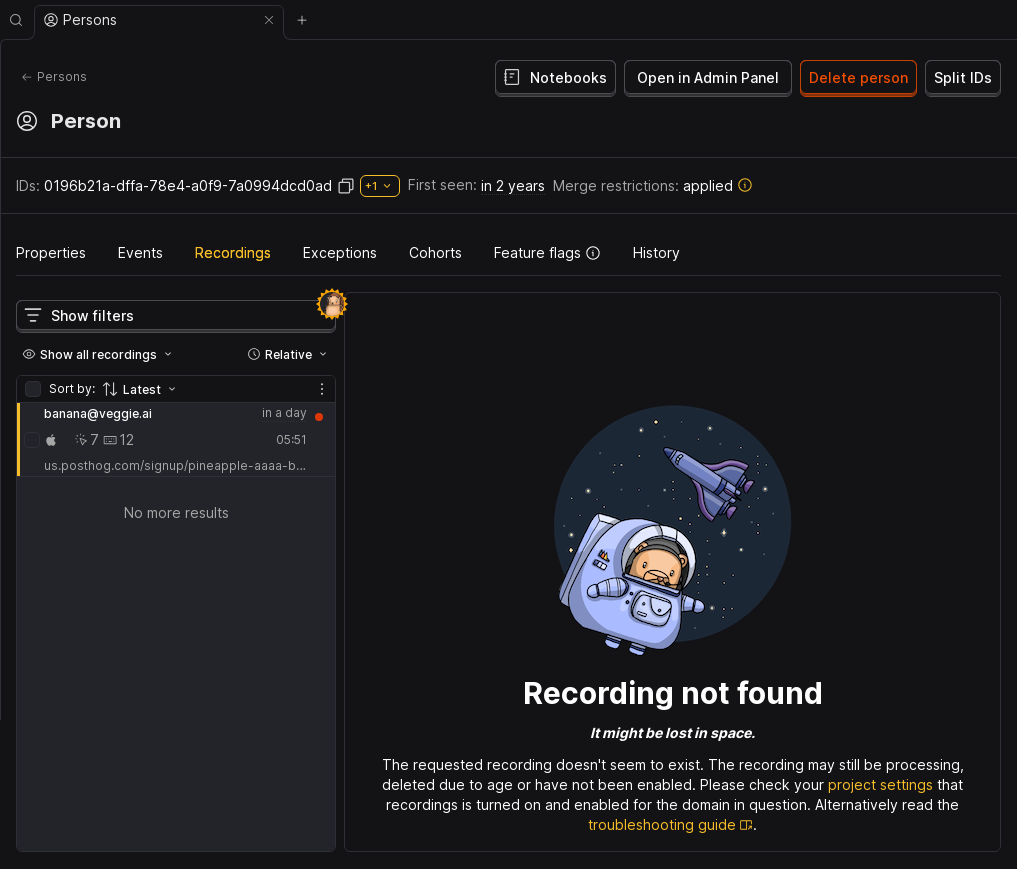 Persons
← Persons
Notebooks
Open in Admin Panel
Delete person
Split IDs
Person
IDs: 0196b21a-dffa-78e4-a0f9-7a0994dcd0ad +1 First seen: in 2 years Merge restrictions: applied
Properties Events Recordings Exceptions Cohorts Feature flags History
Show filters
Show all recordings Relative
Sort by: Latest
banana@veggie.ai in a day
7 12 05:51
us.posthog.com/signup/pineapple-aaaa-b...
No more results
Recording not found
It might be lost in space.
The requested recording doesn't seem to exist. The recording may still be processing,
deleted due to age or have not been enabled. Please check your project settings that
recordings is turned on and enabled for the domain in question. Alternatively read the
troubleshooting guide.